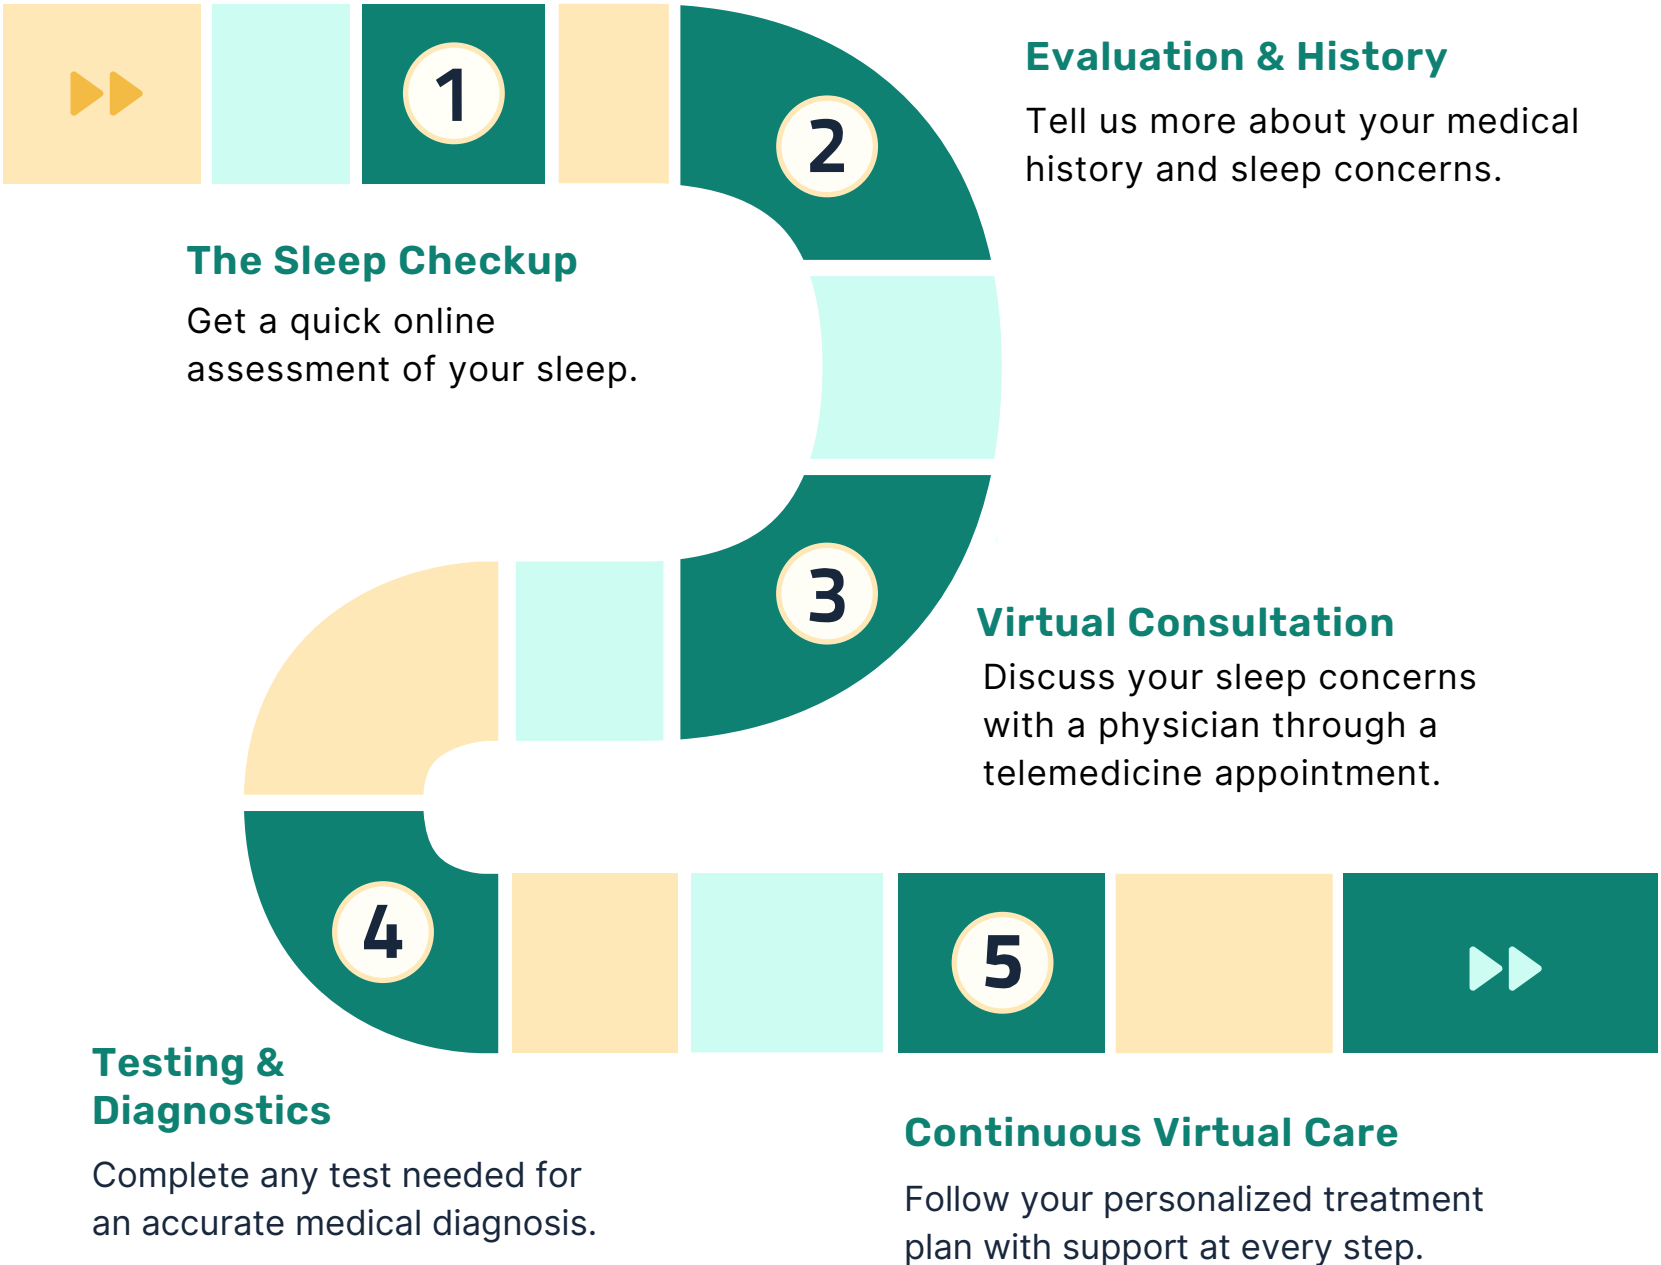 1
The Sleep Checkup
Get a quick online
assessment of your sleep.
2
Evaluation & History
Tell us more about your medical
history and sleep concerns.
3
Virtual Consultation
Discuss your sleep concerns
with a physician through a
telemedicine appointment.
4
Testing &
Diagnostics
Complete any test needed for
an accurate medical diagnosis.
5
Continuous Virtual Care
Follow your personalized treatment
plan with support at every step.